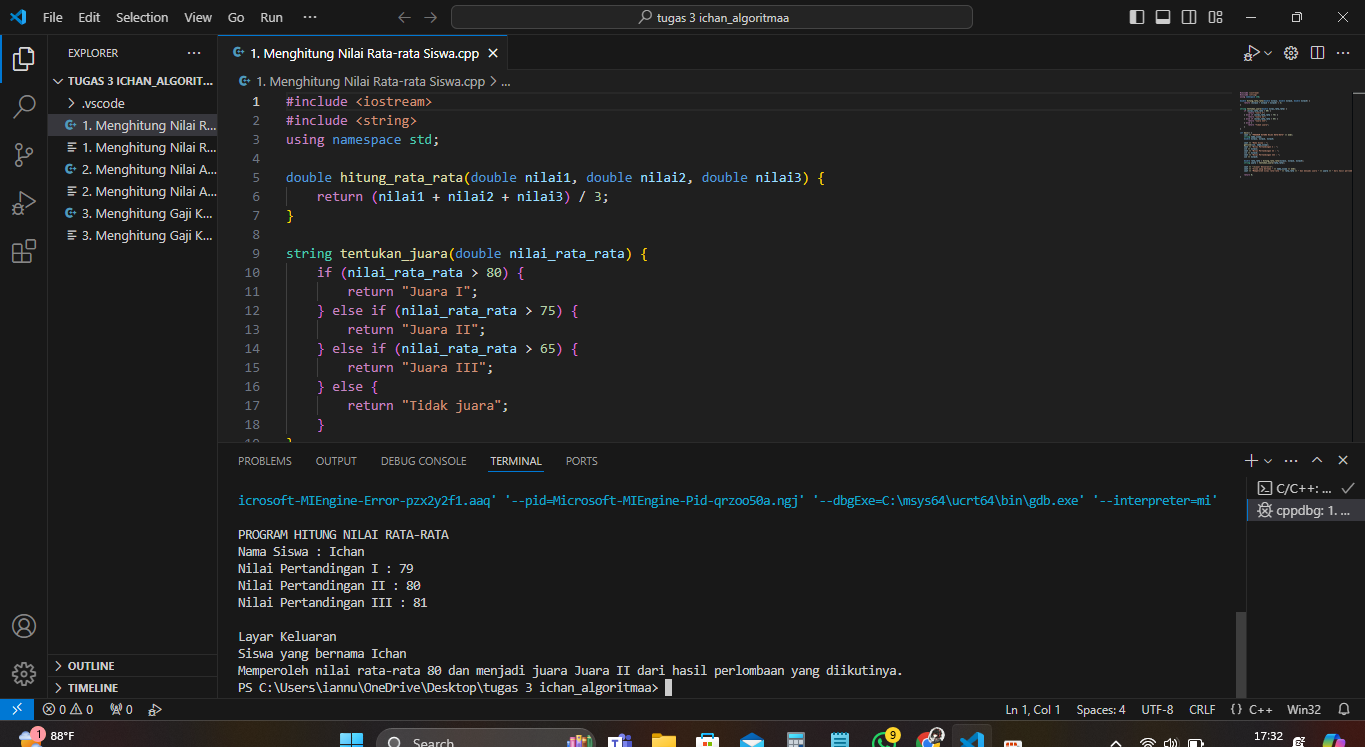 File Edit Selection View Go Run ···
tugas 3 ichan_algoritmaa
EXPLORER ···
TUGAS 3 ICHAN_ALGORIT...
.vscode
1. Menghitung Nilai R...
1. Menghitung Nilai R...
2. Menghitung Nilai A...
2. Menghitung Nilai A...
3. Menghitung Gaji K...
3. Menghitung Gaji K...
OUTLINE
TIMELINE
1. Menghitung Nilai Rata-rata Siswa.cpp
1. Menghitung Nilai Rata-rata Siswa.cpp > ...
1 #include <iostream>
2 #include <string>
3 using namespace std;
4
5 double hitung_rata_rata(double nilai1, double nilai2, double nilai3) {
6 return (nilai1 + nilai2 + nilai3) / 3;
7 }
8
9 string tentukan_juara(double nilai_rata_rata) {
10 if (nilai_rata_rata > 80) {
11 return "Juara I";
12 } else if (nilai_rata_rata > 75) {
13 return "Juara II";
14 } else if (nilai_rata_rata > 65) {
15 return "Juara III";
16 } else {
17 return "Tidak juara";
18 }
19 }
PROBLEMS OUTPUT DEBUG CONSOLE TERMINAL PORTS
icrosoft-MIEngine-Error-pzx2y2f1.aaq' '--pid=Microsoft-MIEngine-Pid-qrzoo50a.ngj' '--dbgExe=C:\msys64\ucrt64\bin\gdb.exe' '--interpreter=mi'
PROGRAM HITUNG NILAI RATA-RATA
Nama Siswa : Ichan
Nilai Pertandingan I : 79
Nilai Pertandingan II : 80
Nilai Pertandingan III : 81
Layar Keluaran
Siswa yang bernama Ichan
Memperoleh nilai rata-rata 80 dan menjadi juara Juara II dari hasil perlombaan yang diikutinya.
PS C:\Users\iannu\OneDrive\Desktop\tugas 3 ichan_algoritmaa>
C/C++: ...
cppdbg: 1. ...
0 0 0
Ln 1, Col 1 Spaces: 4 UTF-8 CRLF {} C++ Win32
1 88°F
Search
9
17:32